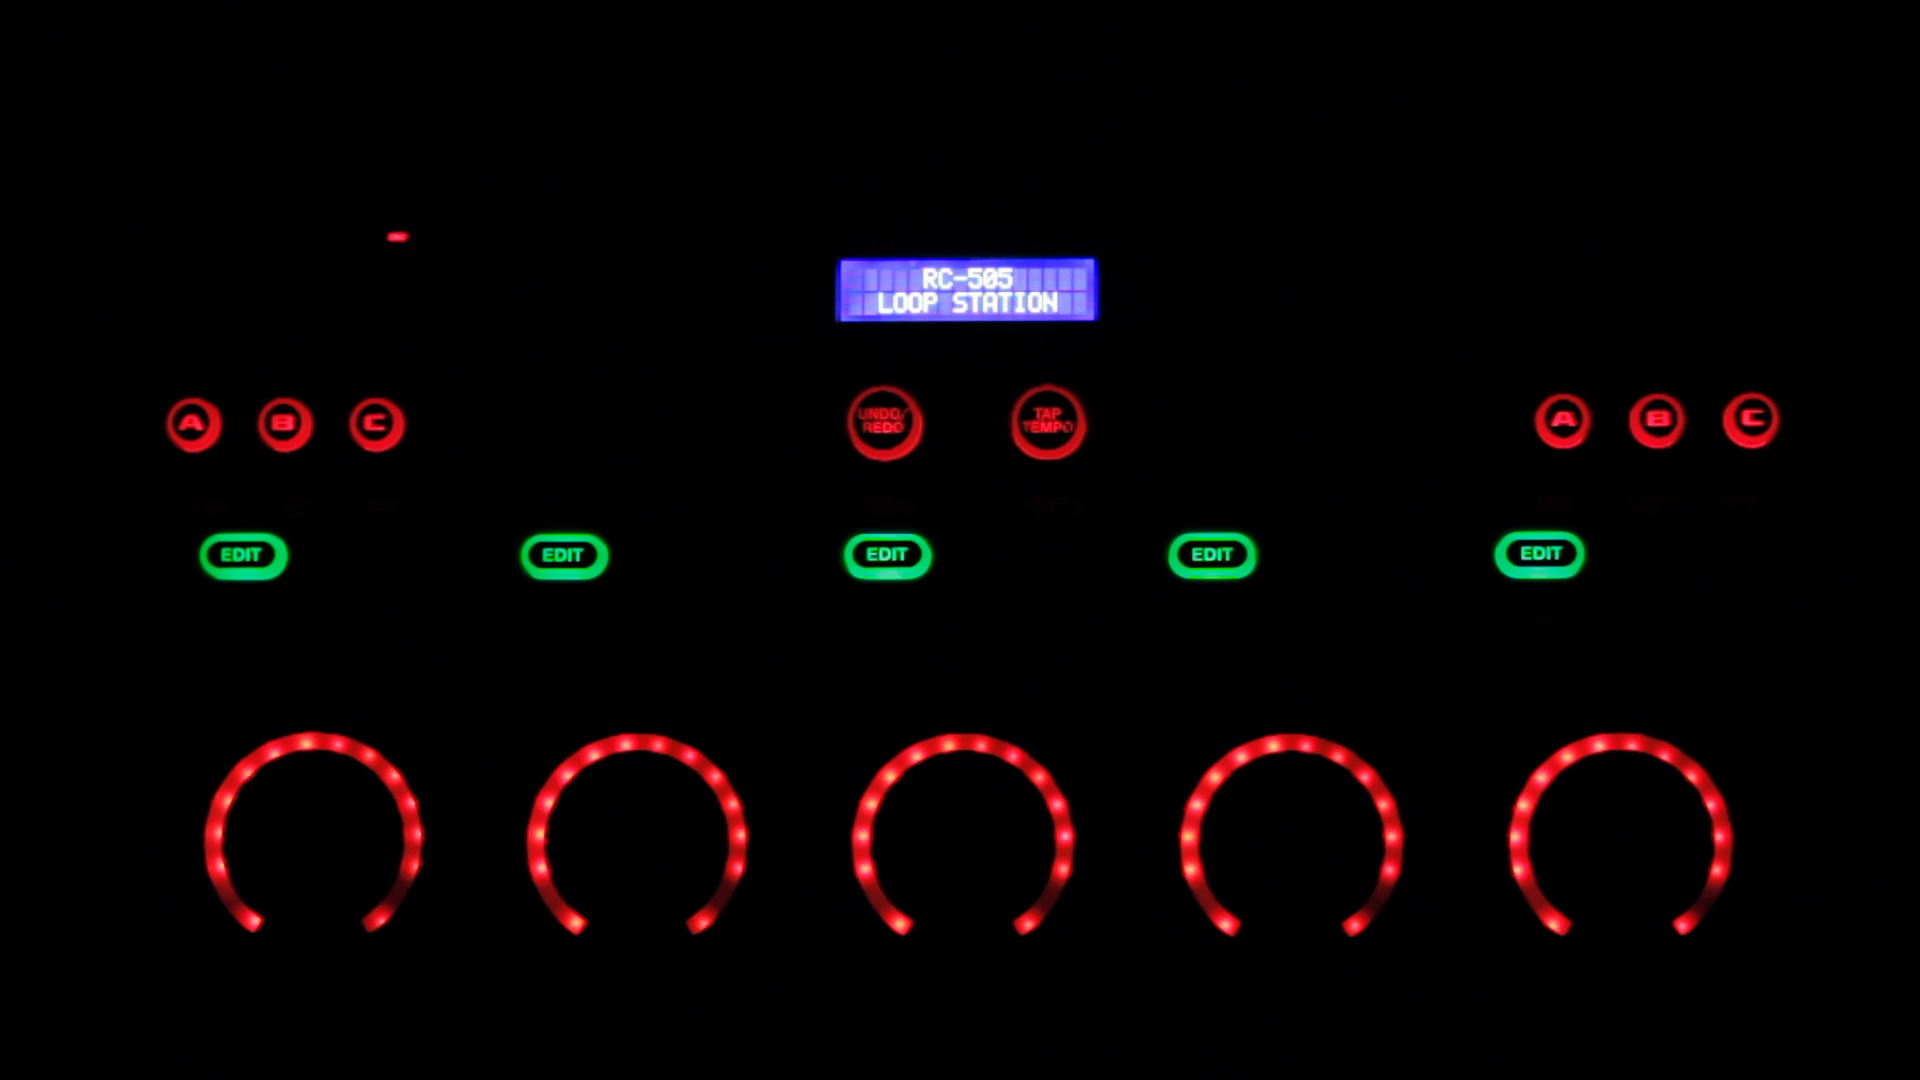 RC-505
LOOP STATION
A B C
UNDO/
REDO
TAP
TEMPO
A B C
EDIT EDIT EDIT EDIT EDIT